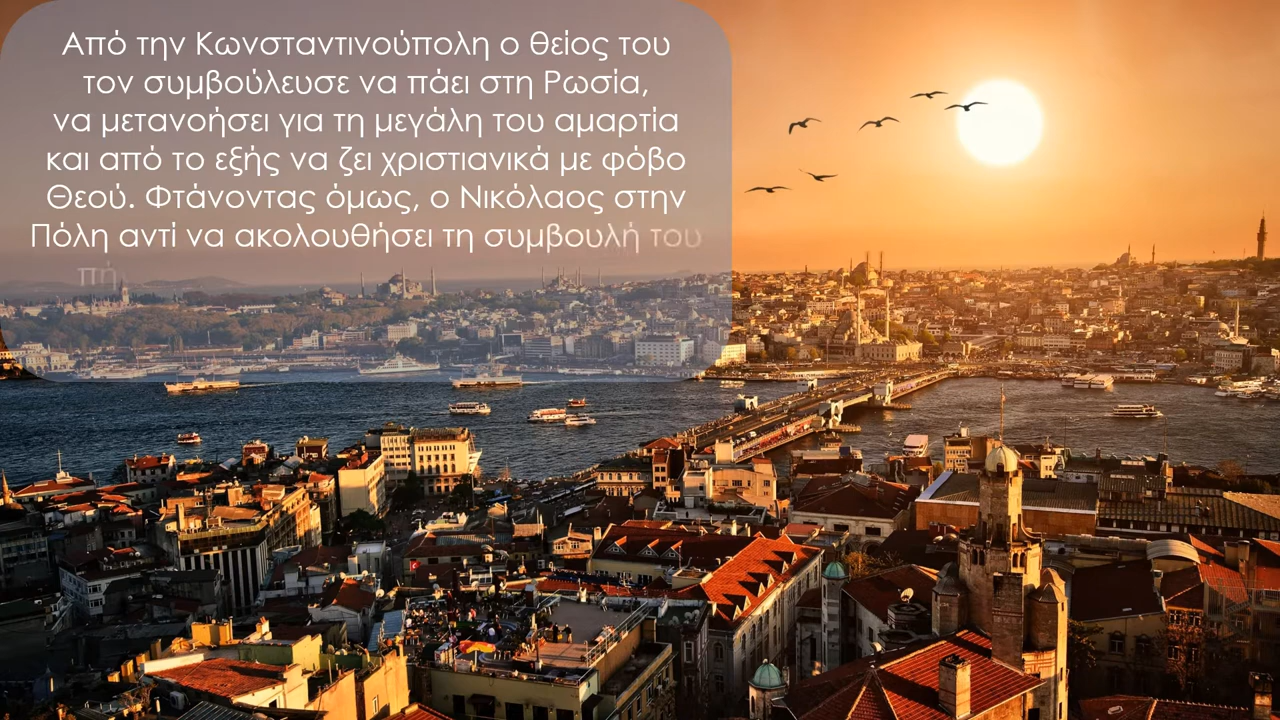 Από την Κωνσταντινούπολη ο θείος του
τον συμβούλευσε να πάει στη Ρωσία,
να μετανοήσει για τη μεγάλη του αμαρτία
και από το εξής να ζει χριστιανικά με φόβο
Θεού. Φτάνοντας όμως, ο Νικόλαος στην
Πόλη αντί να ακολουθήσει τη συμβουλή του